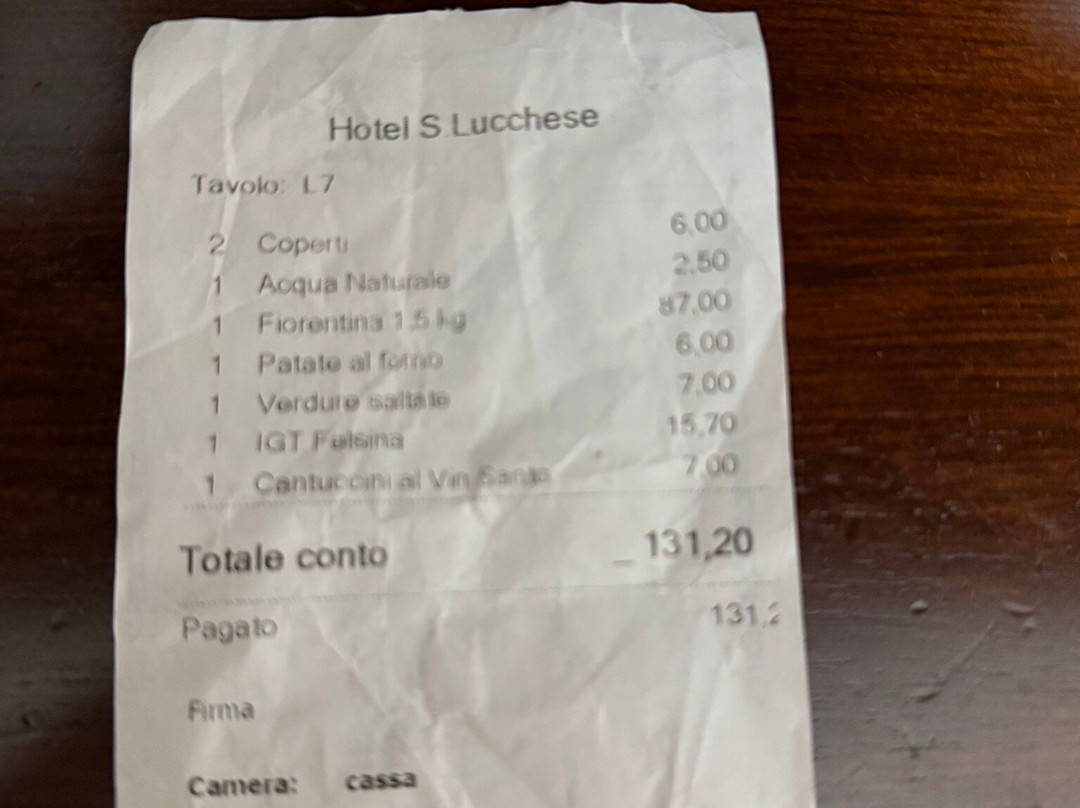 Hotel S.Lucchese
Tavolo: L7
2 Coperti 6,00
1 Acqua Naturale 2,50
1 Fiorentina 1,5 kg 87,00
1 Patate al forno 6,00
1 Verdure saltate 7,00
1 IGT Felsina 15,70
1 Cantuccini al Vin Santo 7,00
Totale conto 131,20
Pagato 131,2
Firma
Camera: cassa